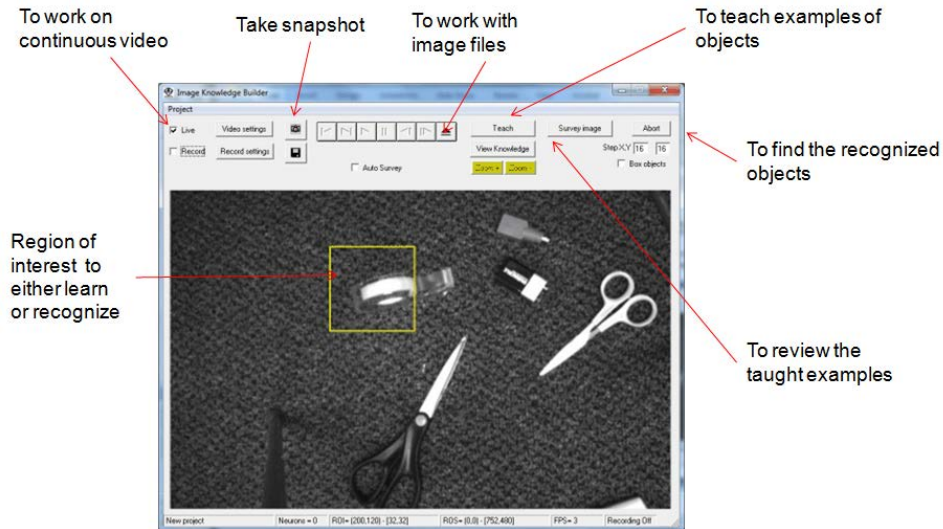 To work on
continuous video
Take snapshot
To work with
image files
To teach examples of
objects
Image Knowledge Builder
Project
Live
Video settings
Teach
Survey image
Abort
Record
Record settings
View Knowledge
Step X,Y 16 16
Auto Survey
Zoom + Zoom -
Box objects
To find the recognized
objects
Region of
interest to
either learn
or recognize
To review the
taught examples
New project
Neurons = 0
ROI= (200,120) - [32,32]
ROS= (0,0) - [752,480]
FPS= 3
Recording Off